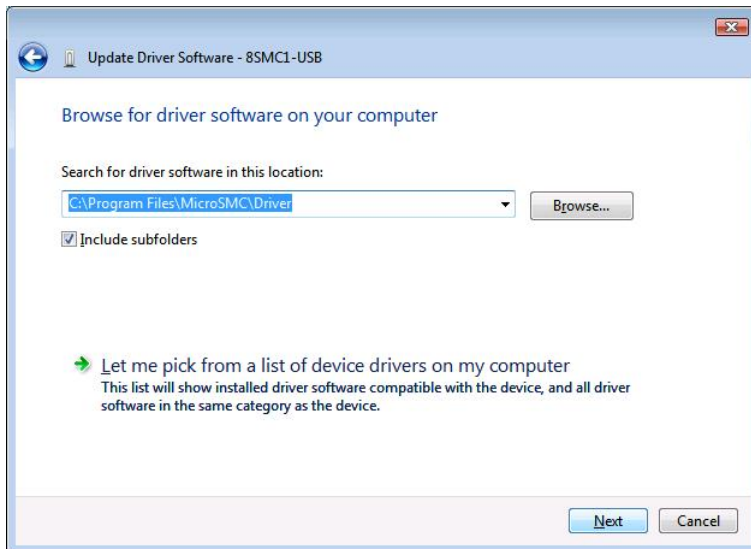 Update Driver Software - 8SMC1-USB
Browse for driver software on your computer
Search for driver software in this location:
C:\Program Files\MicroSMC\Driver
Browse...
Include subfolders
Let me pick from a list of device drivers on my computer
This list will show installed driver software compatible with the device, and all driver
software in the same category as the device.
Next
Cancel